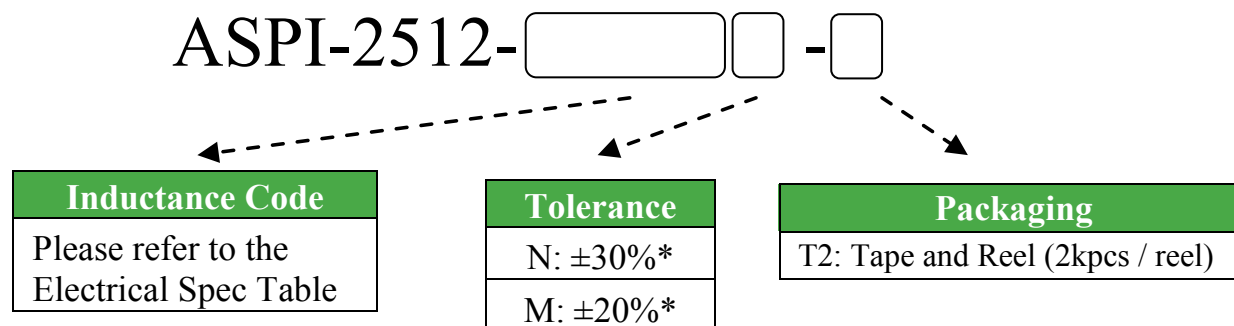 ASPI-2512- -
Inductance Code
Please refer to the
Electrical Spec Table
Tolerance
N: ±30%*
M: ±20%*
Packaging
T2: Tape and Reel (2kpcs / reel)